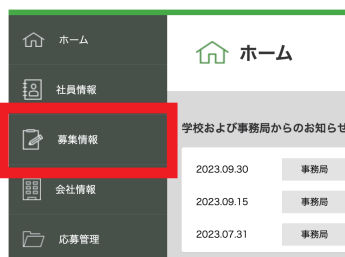 ホーム
社員情報
募集情報
会社情報
応募管理
ホーム
学校および事務局からのお知らせ
2023.09.30 事務局
2023.09.15 事務局
2023.07.31 事務局